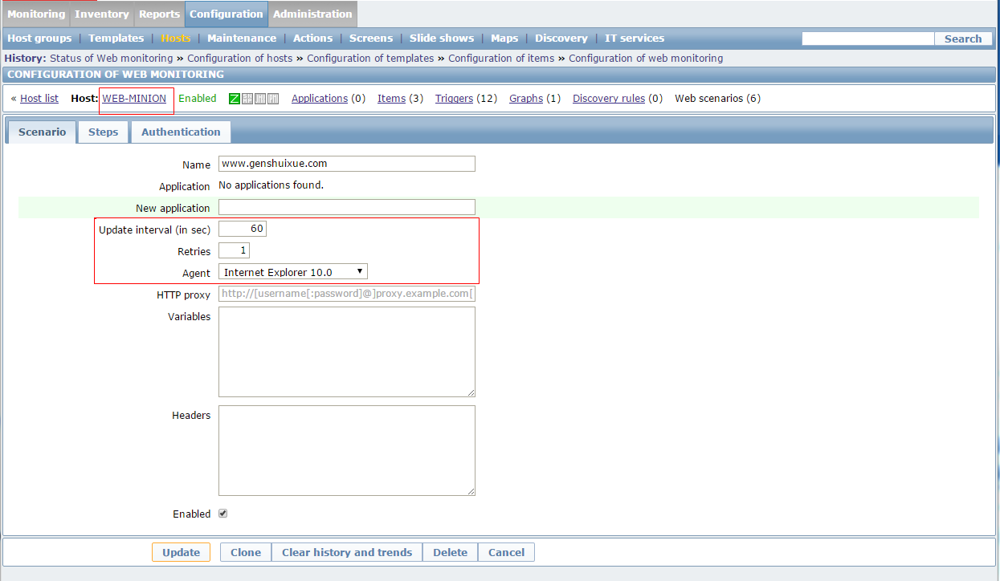 Monitoring Inventory Reports Configuration Administration
Host groups | Templates | Hosts | Maintenance | Actions | Screens | Slide shows | Maps | Discovery | IT services Search
History: Status of Web monitoring » Configuration of hosts » Configuration of templates » Configuration of items » Configuration of web monitoring
CONFIGURATION OF WEB MONITORING
« Host list Host: WEB-MINION Enabled Z Applications (0) Items (3) Triggers (12) Graphs (1) Discovery rules (0) Web scenarios (6)
Scenario Steps Authentication
Name www.genshuixue.com
Application No applications found.
New application
Update interval (in sec) 60
Retries 1
Agent Internet Explorer 10.0
HTTP proxy http://[username[:password]@]proxy.example.com[
Variables
Headers
Enabled
Update Clone Clear history and trends Delete Cancel